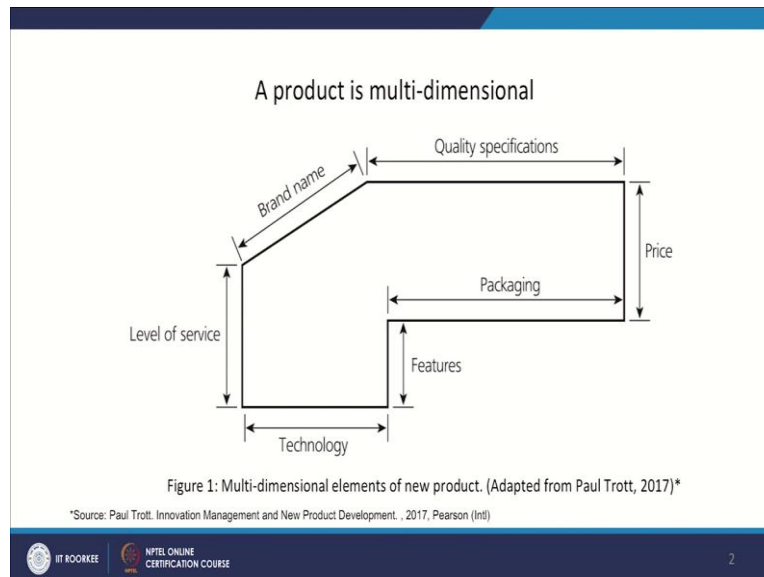 A product is multi-dimensional
Quality specifications
Brand name
Price
Packaging
Level of service
Features
Technology
Figure 1: Multi-dimensional elements of new product. (Adapted from Paul Trott, 2017)*
*Source: Paul Trott. Innovation Management and New Product Development. , 2017, Pearson (Intl)
IIT ROORKEE
NPTEL ONLINE
CERTIFICATION COURSE
NPTEL
2